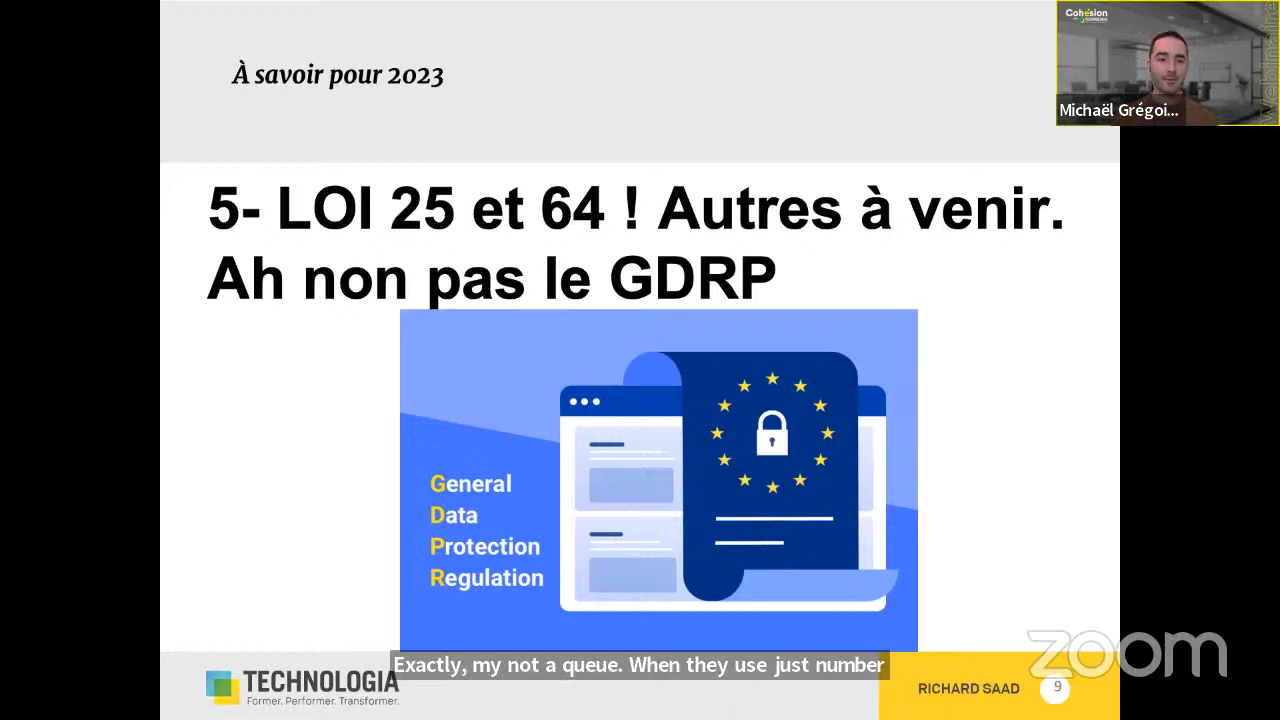 À savoir pour 2023
Cohésion
TECHNOLOGIA
Webinaire
Michaël Grégoi...
5- LOI 25 et 64 ! Autres à venir.
Ah non pas le GDRP
General
Data
Protection
Regulation
Exactly, my not a queue. When they use just number
zoom
TECHNOLOGIA
Former. Performer. Transformer.
RICHARD SAAD
9